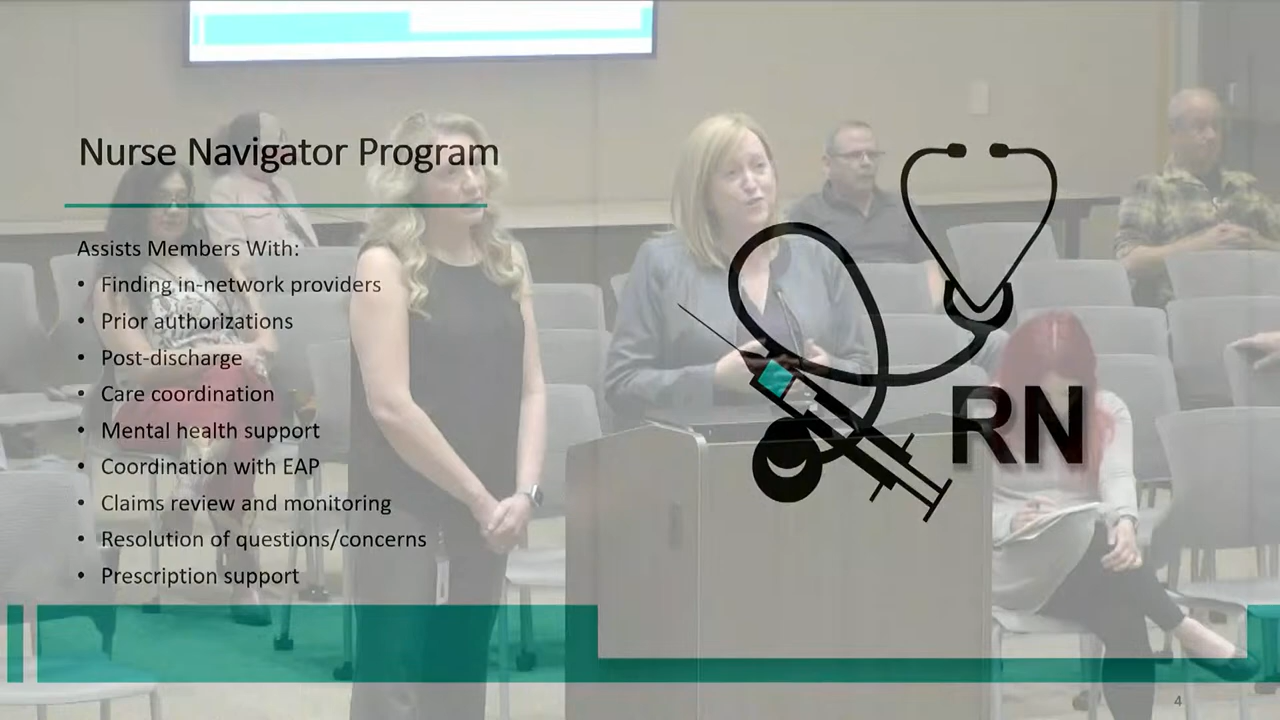 Nurse Navigator Program
Assists Members With:
• Finding in-network providers
• Prior authorizations
• Post-discharge
• Care coordination
• Mental health support
• Coordination with EAP
• Claims review and monitoring
• Resolution of questions/concerns
• Prescription support
RN
4